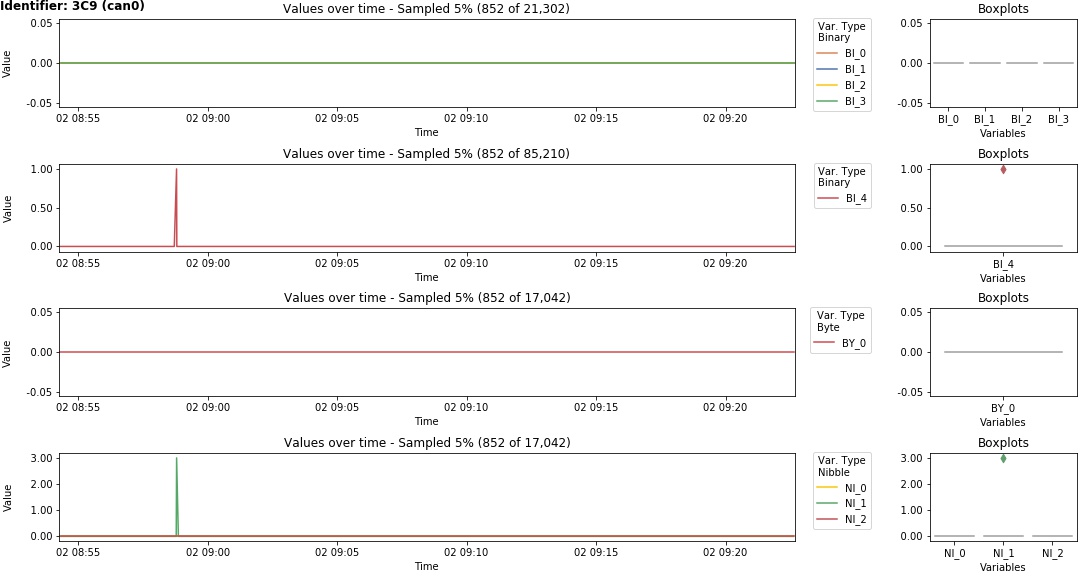 Identifier: 3C9 (can0)
Values over time - Sampled 5% (852 of 21,302)
Boxplots
0.05
0.00
-0.05
Value
02 08:55 02 09:00 02 09:05 02 09:10 02 09:15 02 09:20
Time
Var. Type
Binary
BI_0
BI_1
BI_2
BI_3
0.05
0.00
-0.05
BI_0 BI_1 BI_2 BI_3
Variables
Values over time - Sampled 5% (852 of 85,210)
Boxplots
1.00
0.50
0.00
Value
02 08:55 02 09:00 02 09:05 02 09:10 02 09:15 02 09:20
Time
Var. Type
Binary
BI_4
1.00
0.50
0.00
BI_4
Variables
Values over time - Sampled 5% (852 of 17,042)
Boxplots
0.05
0.00
-0.05
Value
02 08:55 02 09:00 02 09:05 02 09:10 02 09:15 02 09:20
Time
Var. Type
Byte
BY_0
0.05
0.00
-0.05
BY_0
Variables
Values over time - Sampled 5% (852 of 17,042)
Boxplots
3.00
2.00
1.00
0.00
Value
02 08:55 02 09:00 02 09:05 02 09:10 02 09:15 02 09:20
Time
Var. Type
Nibble
NI_0
NI_1
NI_2
3.00
2.00
1.00
0.00
NI_0 NI_1 NI_2
Variables